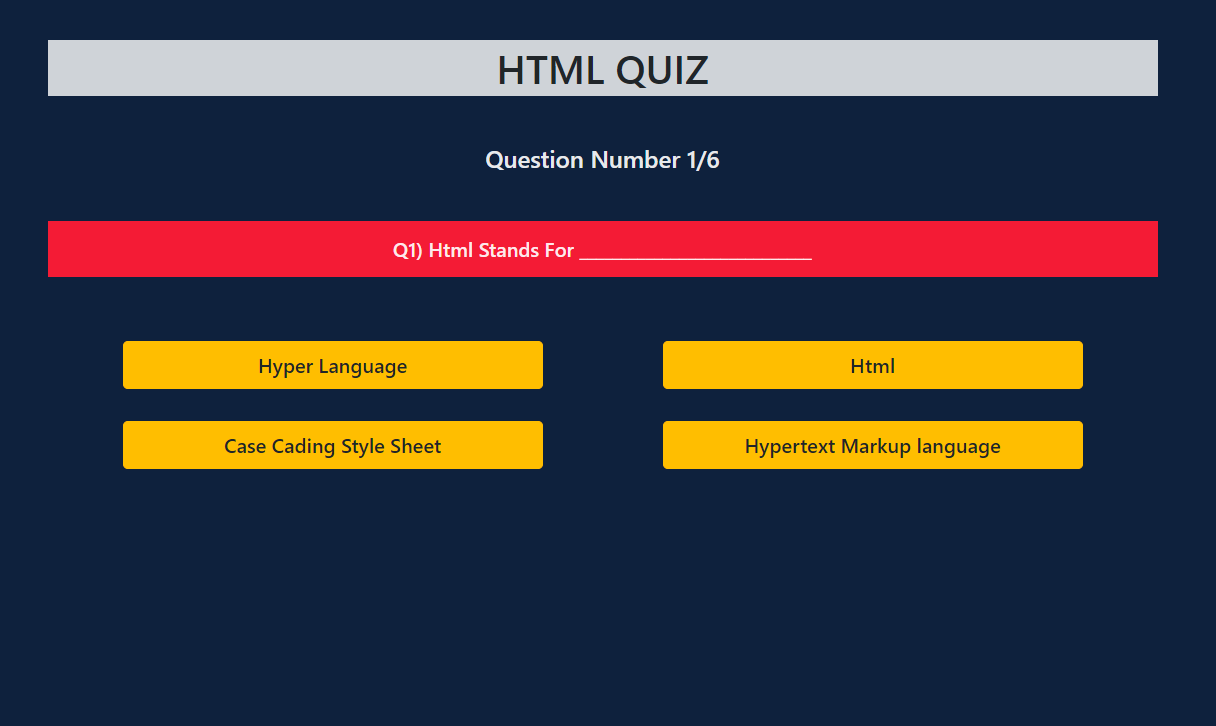 HTML QUIZ
Question Number 1/6
Q1) Html Stands For _________________________
Hyper Language
Html
Case Cading Style Sheet
Hypertext Markup language